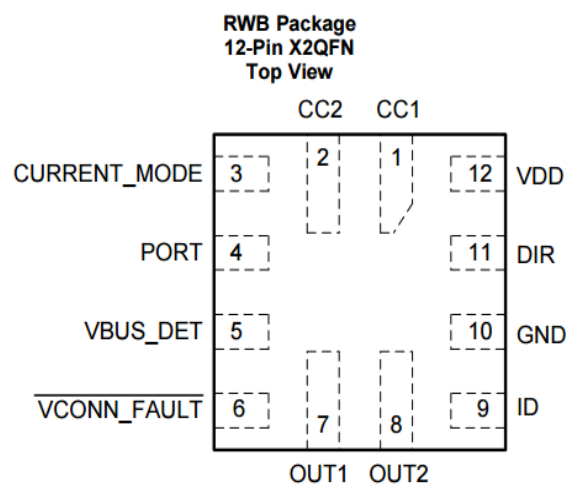 RWB Package
12-Pin X2QFN
Top View
CC2 CC1
CURRENT_MODE 3 2 1 12 VDD
PORT 4 11 DIR
VBUS_DET 5 10 GND
VCONN_FAULT 6 7 8 9 ID
OUT1 OUT2